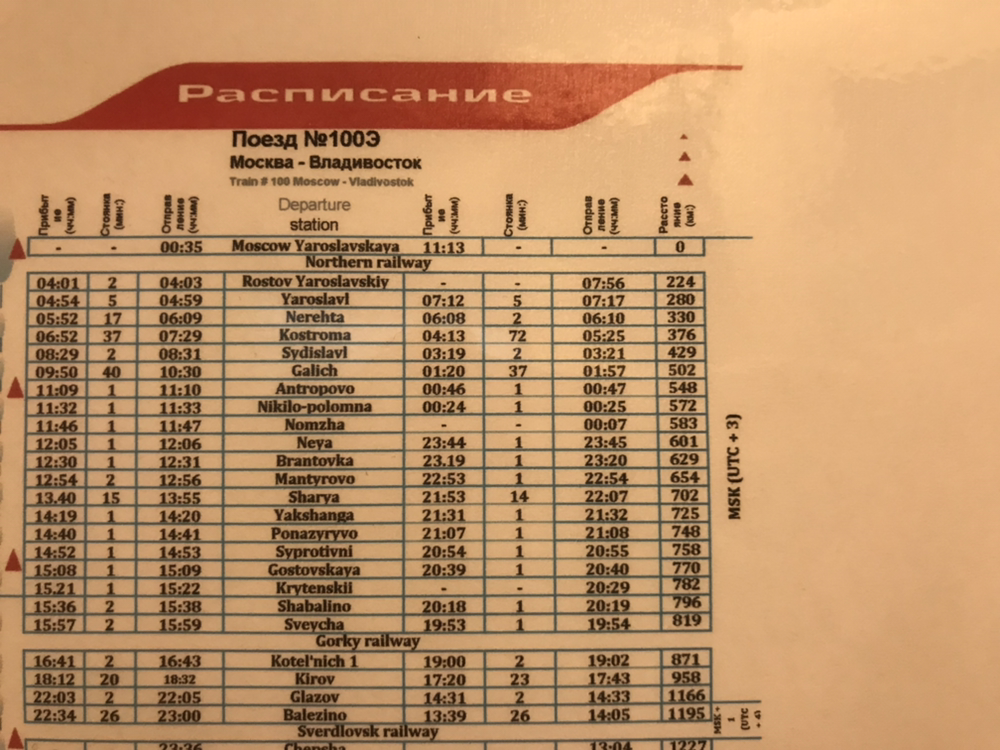 Расписание
Поезд №100Э
Москва - Владивосток
Train # 100 Moscow - Vladivostok
Прибытие (чч:мм) Стоянка (мин:) Отправление (чч:мм) Departure station Прибытие (чч:мм) Стоянка (мин:) Отправление (чч:мм) Расстояние (км:)
- - 00:35 Moscow Yaroslavskaya 11:13 - - 0
Northern railway
04:01 2 04:03 Rostov Yaroslavskiy - - 07:56 224
04:54 5 04:59 Yaroslavl 07:12 5 07:17 280
05:52 17 06:09 Nerehta 06:08 2 06:10 330
06:52 37 07:29 Kostroma 04:13 72 05:25 376
08:29 2 08:31 Sydislavl 03:19 2 03:21 429
09:50 40 10:30 Galich 01:20 37 01:57 502
11:09 1 11:10 Antropovo 00:46 1 00:47 548
11:32 1 11:33 Nikilo-polomna 00:24 1 00:25 572
11:46 1 11:47 Nomzha - - 00:07 583
12:05 1 12:06 Neya 23:44 1 23:45 601
12:30 1 12:31 Brantovka 23.19 1 23:20 629
12:54 2 12:56 Mantyrovo 22:53 1 22:54 654
13.40 15 13:55 Sharya 21:53 14 22:07 702
14:19 1 14:20 Yakshanga 21:31 1 21:32 725
14:40 1 14:41 Ponazyryvo 21:07 1 21:08 748
14:52 1 14:53 Syprotivni 20:54 1 20:55 758
15:08 1 15:09 Gostovskaya 20:39 1 20:40 770
15.21 1 15:22 Krytenskii - - 20:29 782
15:36 2 15:38 Shabalino 20:18 1 20:19 796
15:57 2 15:59 Sveycha 19:53 1 19:54 819
MSK (UTC + 3)
Gorky railway
16:41 2 16:43 Kotel'nich 1 19:00 2 19:02 871
18:12 20 18:32 Kirov 17:20 23 17:43 958
22:03 2 22:05 Glazov 14:31 2 14:33 1166
22:34 26 23:00 Balezino 13:39 26 14:05 1195
MSK + 1 (UTC + 4)
Sverdlovsk railway
23:26 Chepsha 13:04 1227